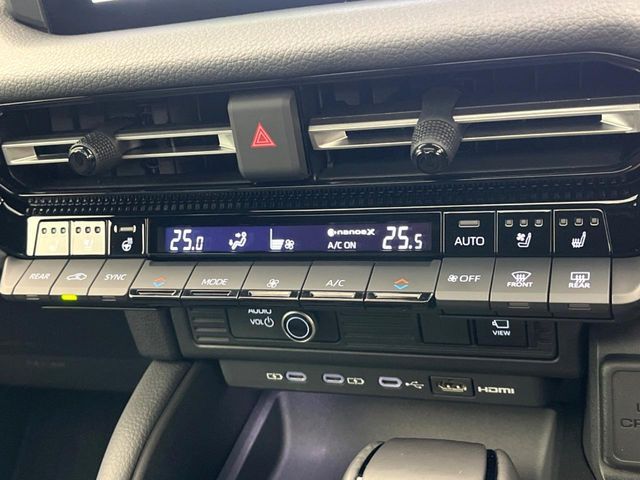 25.0 nanoeX A/C ON 25.5
AUTO
REAR SYNC MODE A/C OFF FRONT REAR
AUDIO
VOL
VIEW
HDMI